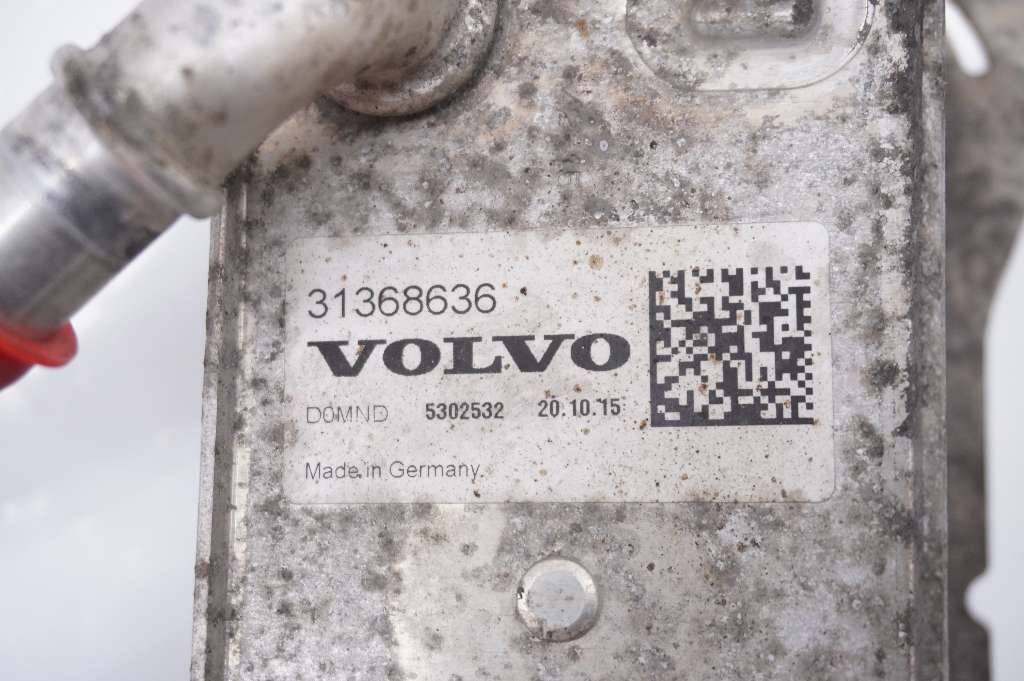 31368636
VOLVO
D0MND 5302532 20.10.15
Made in Germany